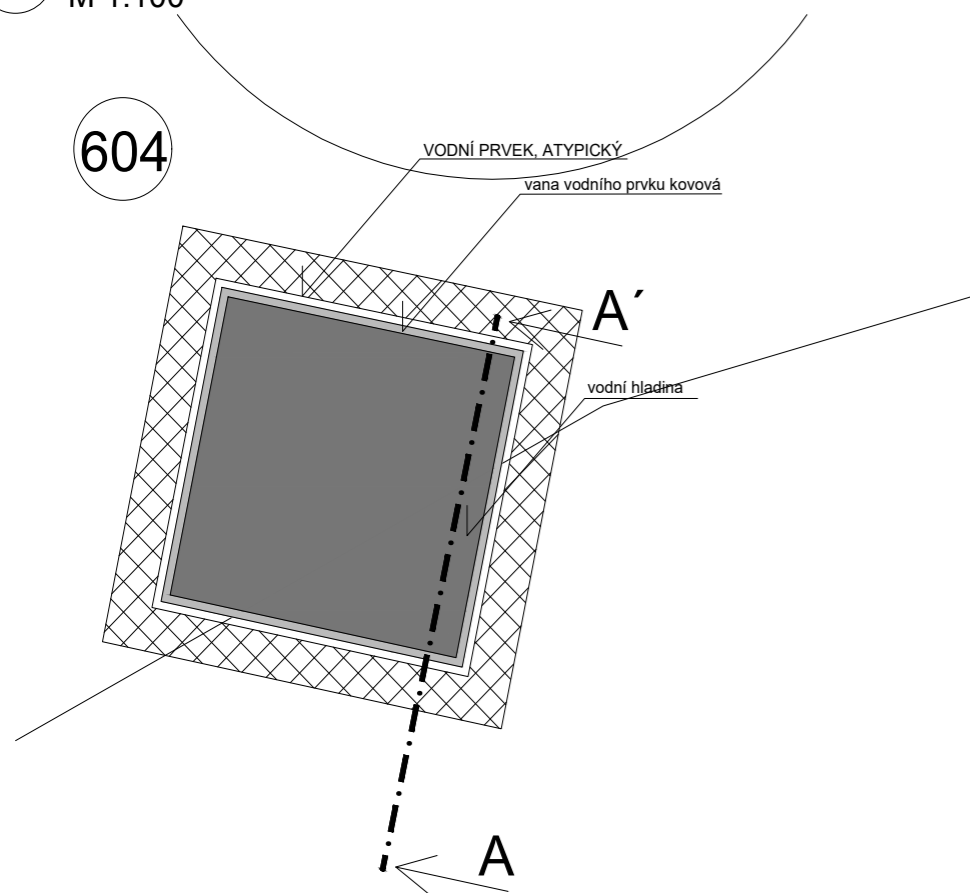 M 1:100
604
VODNÍ PRVEK, ATYPICKÝ
vana vodního prvku kovová
A´
vodní hladina
A